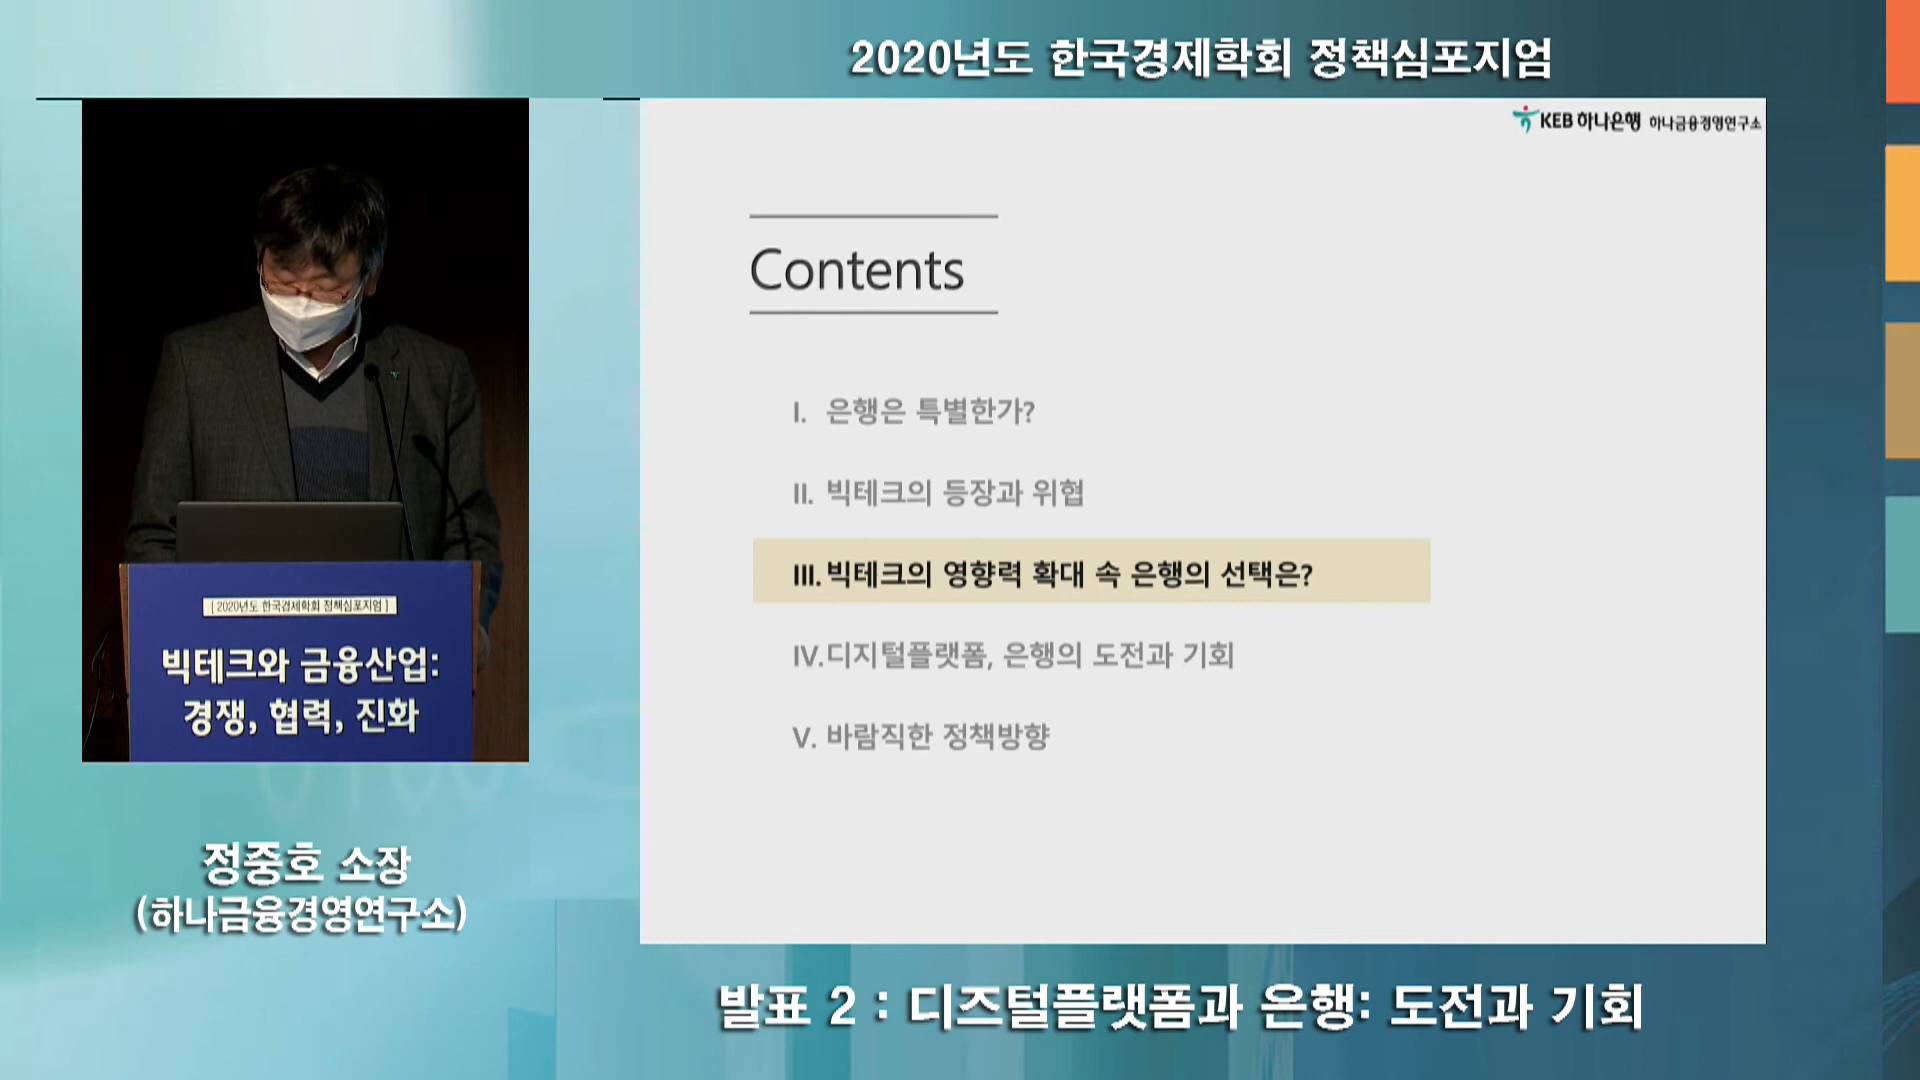 2020년도 한국경제학회 정책심포지엄
KEB 하나은행 하나금융경영연구소
Contents
I. 은행은 특별한가?
II. 빅테크의 등장과 위협
III. 빅테크의 영향력 확대 속 은행의 선택은?
IV. 디지털플랫폼, 은행의 도전과 기회
V. 바람직한 정책방향
[ 2020년도 한국경제학회 정책심포지엄 ]
빅테크와 금융산업:
경쟁, 협력, 진화
정중호 소장
(하나금융경영연구소)
발표 2 : 디즈털플랫폼과 은행: 도전과 기회